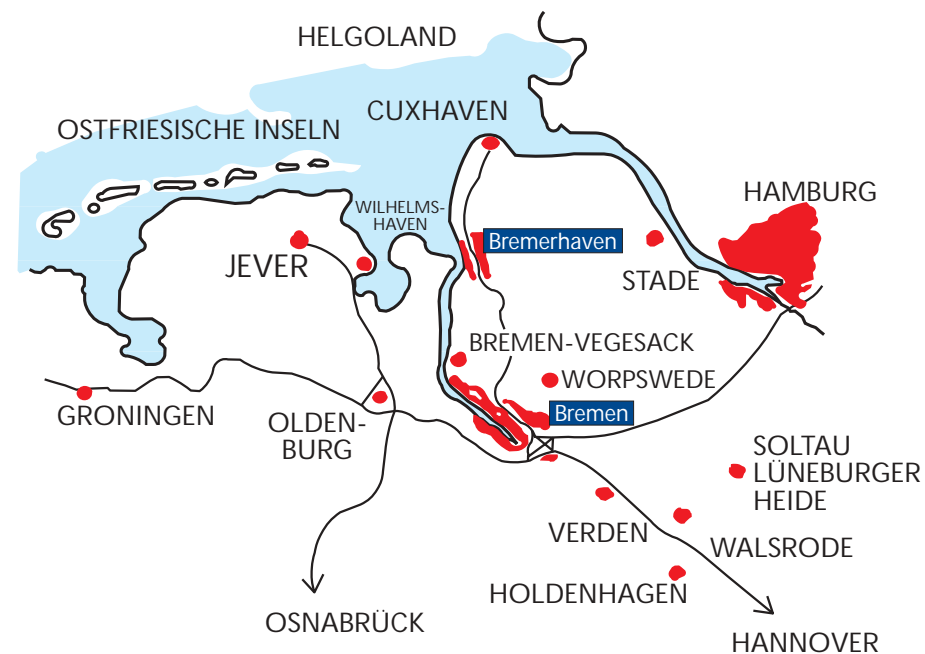 HELGOLAND
CUXHAVEN
OSTFRIESISCHE INSELN
HAMBURG
WILHELMS-
HAVEN
Bremerhaven
JEVER
STADE
BREMEN-VEGESACK
WORPSWEDE
GRONINGEN
OLDEN-
BURG
Bremen
SOLTAU
LÜNEBURGER
HEIDE
VERDEN
WALSRODE
HOLDENHAGEN
OSNABRÜCK
HANNOVER